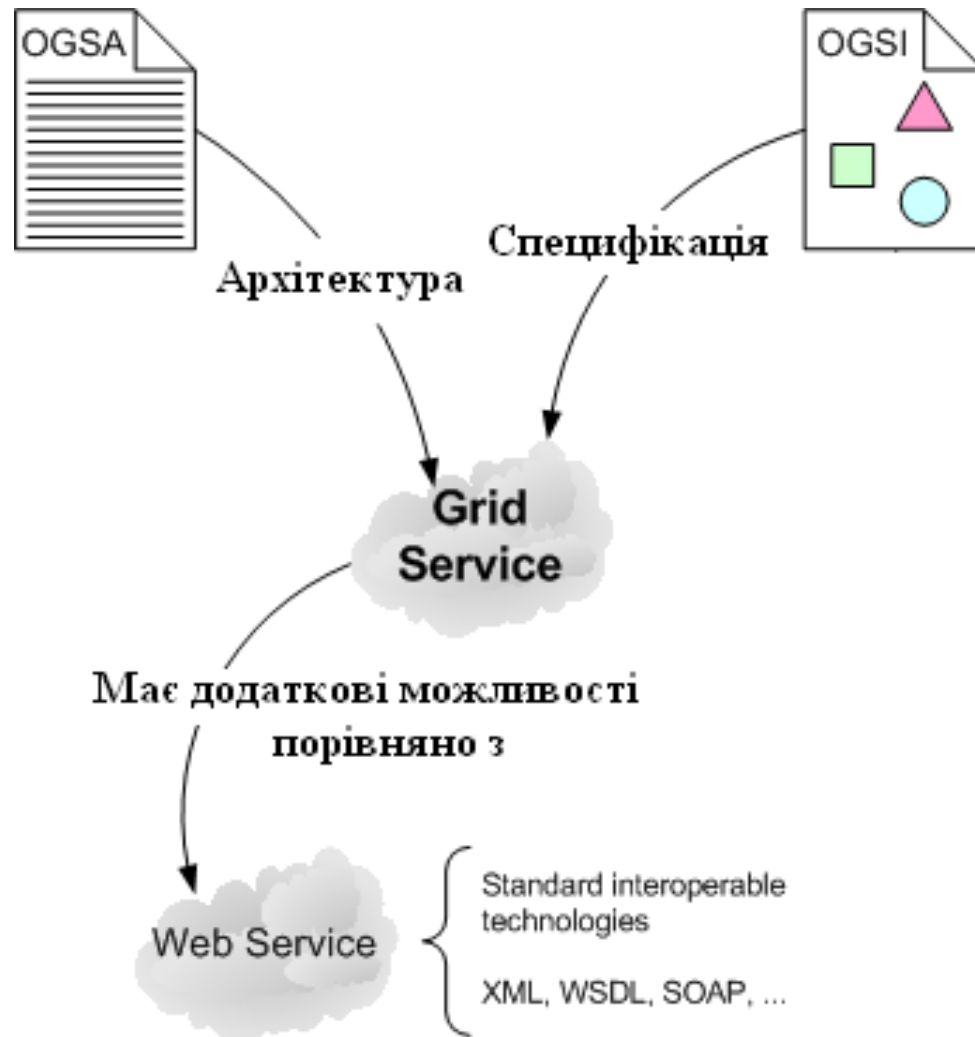 OGSA
OGSI
Специфікація
Архітектура
Grid
Service
Має додаткові можливості
порівняно з
Web Service
Standard interoperable
technologies
XML, WSDL, SOAP, ...